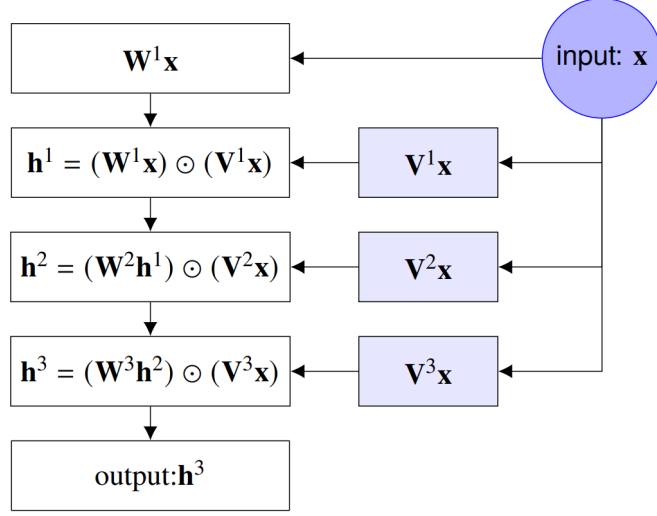 W¹x
input: x
h¹ = (W¹x) ⊙ (V¹x)
V¹x
h² = (W²h¹) ⊙ (V²x)
V²x
h³ = (W³h²) ⊙ (V³x)
V³x
output:h³